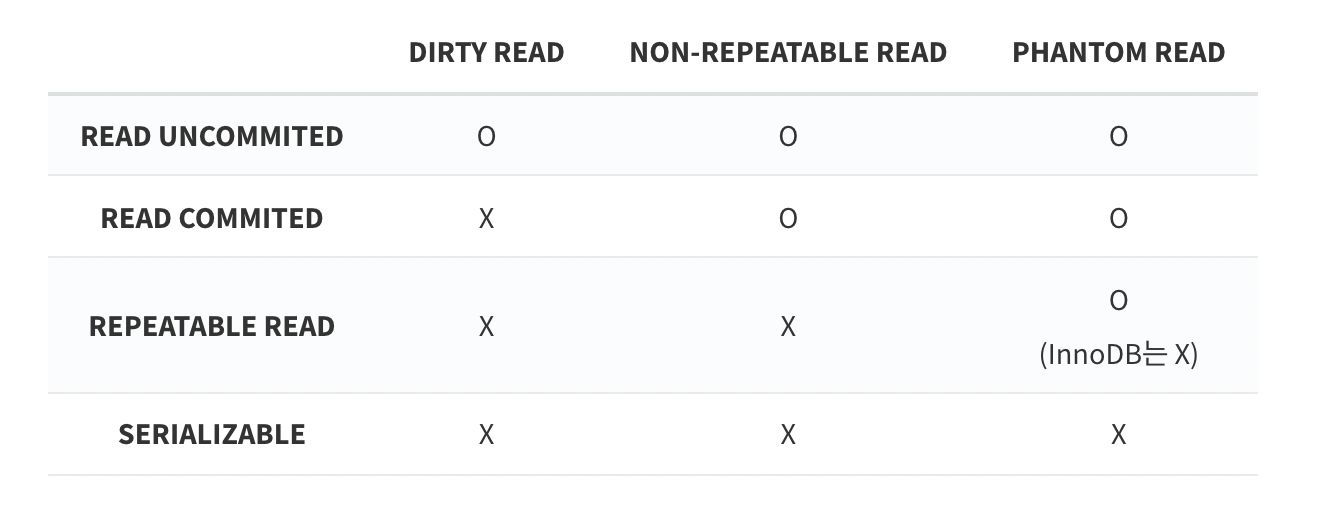 DIRTY READ NON-REPEATABLE READ PHANTOM READ
READ UNCOMMITED O O O
READ COMMITED X O O
REPEATABLE READ X X O
(InnoDB는 X)
SERIALIZABLE X X X